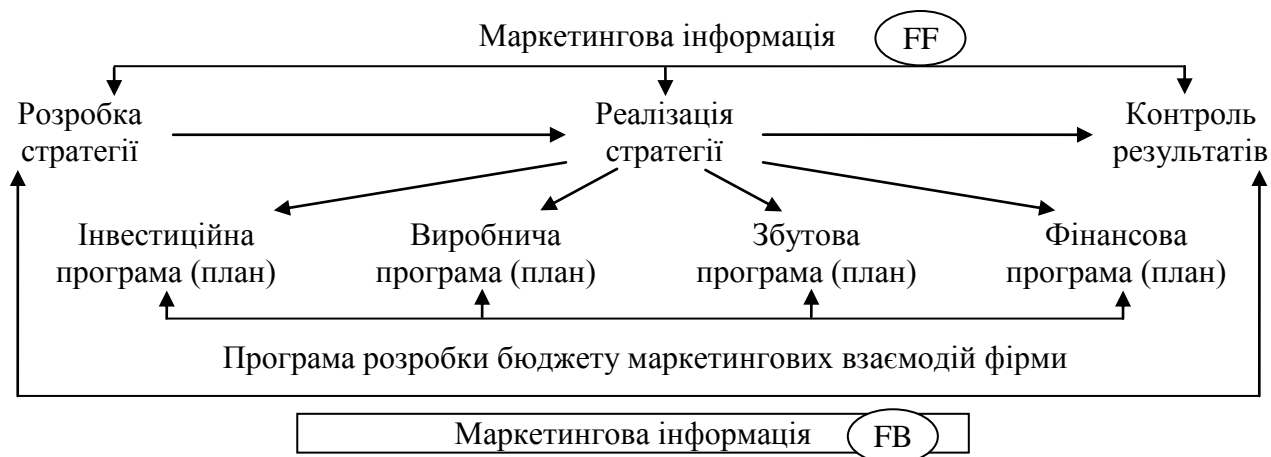 Маркетингова інформація FF
Розробка стратегії
Реалізація стратегії
Контроль результатів
Інвестиційна програма (план)
Виробнича програма (план)
Збутова програма (план)
Фінансова програма (план)
Програма розробки бюджету маркетингових взаємодій фірми
Маркетингова інформація FB